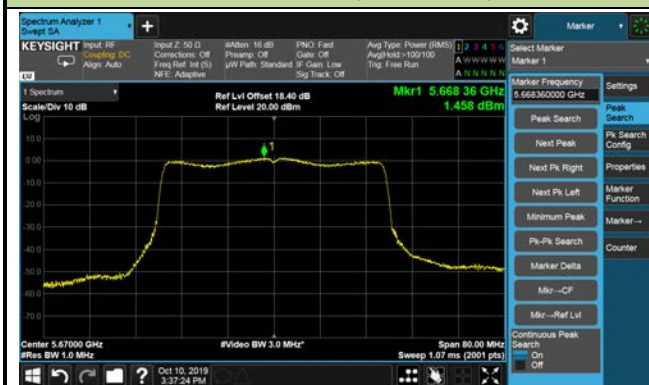 Spectrum Analyzer 1
Swept SA
Marker
KEYSIGHT
Input: RF
Coupling: DC
Align: Auto
Input Z: 50 Ω
Corrections: Off
Freq Ref: Int (S)
NFE: Adaptive
#Atten: 16 dB
Preamp: Off
µW Path: Standard
PNO: Fast
Gate: Off
IF Gain: Low
Sig Track: Off
Avg Type: Power (RMS)
Avg|Hold:>100/100
Trig: Free Run
1 2 3 4 5 6
A W W W W W
A N N N N N
Select Marker
Marker 1
LXI
1 Spectrum
Scale/Div 10 dB
Log
Ref Lvl Offset 18.40 dB
Ref Level 20.00 dBm
Mkr1 5.668 36 GHz
1.458 dBm
10.0
0.00
-10.0
-20.0
-30.0
-40.0
-50.0
-60.0
-70.0
1
Center 5.67000 GHz
#Res BW 1.0 MHz
#Video BW 3.0 MHz*
Span 80.00 MHz
Sweep 1.07 ms (2001 pts)
Marker Frequency
5.668360000 GHz
Peak Search
Next Peak
Next Pk Right
Next Pk Left
Minimum Peak
Pk-Pk Search
Marker Delta
Mkr→CF
Mkr→Ref Lvl
Continuous Peak
Search
On
Off
Settings
Peak
Search
Pk Search
Config
Properties
Marker
Function
Marker→
Counter
?
Oct 10, 2019
3:37:24 PM